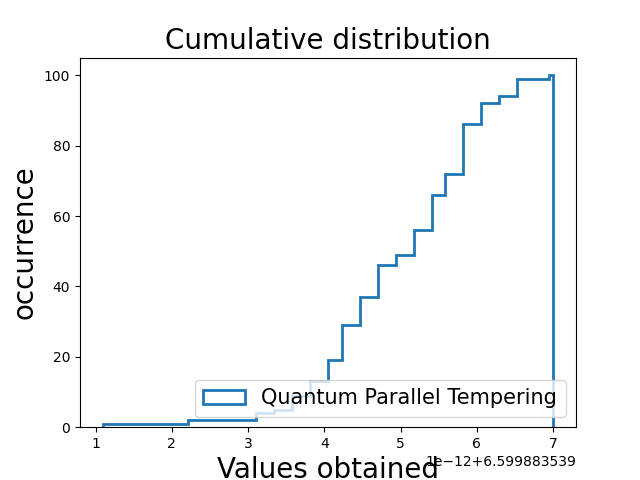 Cumulative distribution
occurrence
100
80
60
40
20
0
Quantum Parallel Tempering
1 2 3 4 5 6 7
1e−12+6.599883539
Values obtained